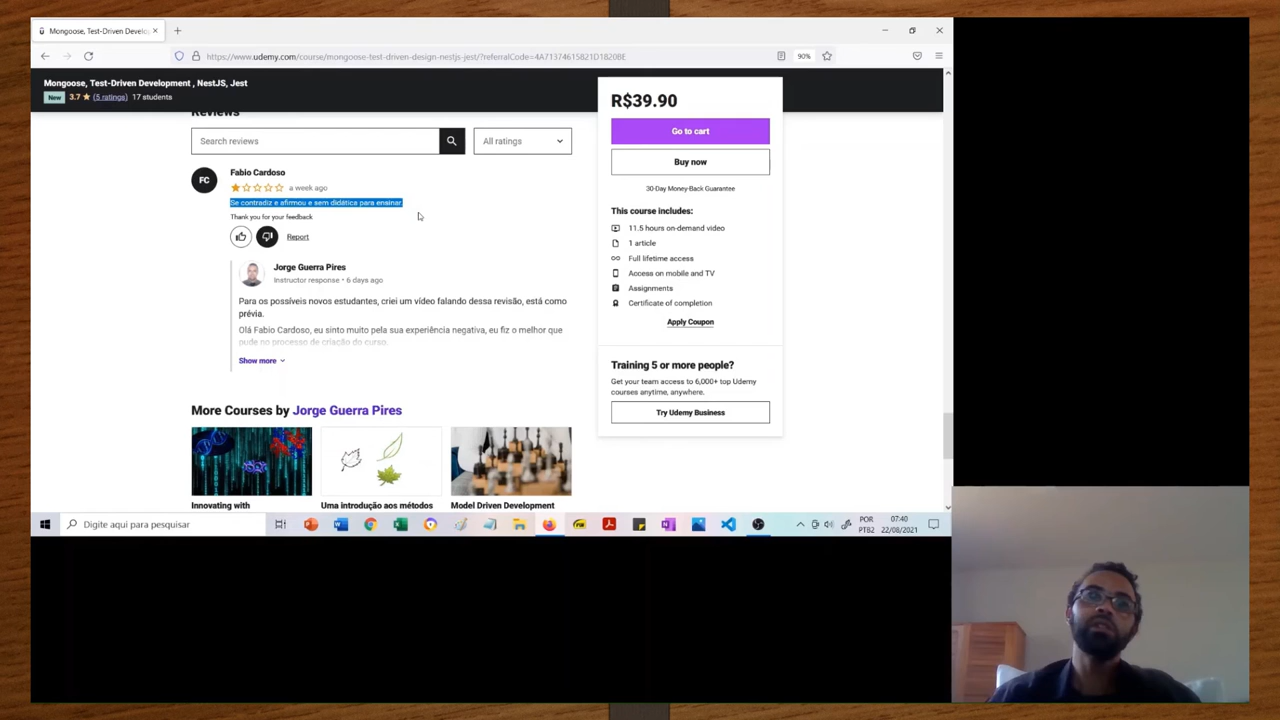 Mongoose, Test-Driven Develo
https://www.udemy.com/course/mongoose-test-driven-design-nestjs-jest/?referralCode=4A71374615821D1820BE
90%
Mongoose, Test-Driven Development , NestJS, Jest
New 3.7 (5 ratings) 17 students
Reviews
Search reviews
All ratings
FC
Fabio Cardoso
a week ago
Se contradiz e afirmou e sem didática para ensinar.
Thank you for your feedback
Report
Jorge Guerra Pires
Instructor response • 6 days ago
Para os possíveis novos estudantes, criei um vídeo falando dessa revisão, está como
prévia.
Olá Fabio Cardoso, eu sinto muito pela sua experiência negativa, eu fiz o melhor que
pude no processo de criação do curso.
Show more
More Courses by Jorge Guerra Pires
Innovating with
Uma introdução aos métodos
Model Driven Development
R$39.90
Go to cart
Buy now
30-Day Money-Back Guarantee
This course includes:
11.5 hours on-demand video
1 article
Full lifetime access
Access on mobile and TV
Assignments
Certificate of completion
Apply Coupon
Training 5 or more people?
Get your team access to 6,000+ top Udemy
courses anytime, anywhere.
Try Udemy Business
Digite aqui para pesquisar
POR
PTB2
07:40
22/08/2021